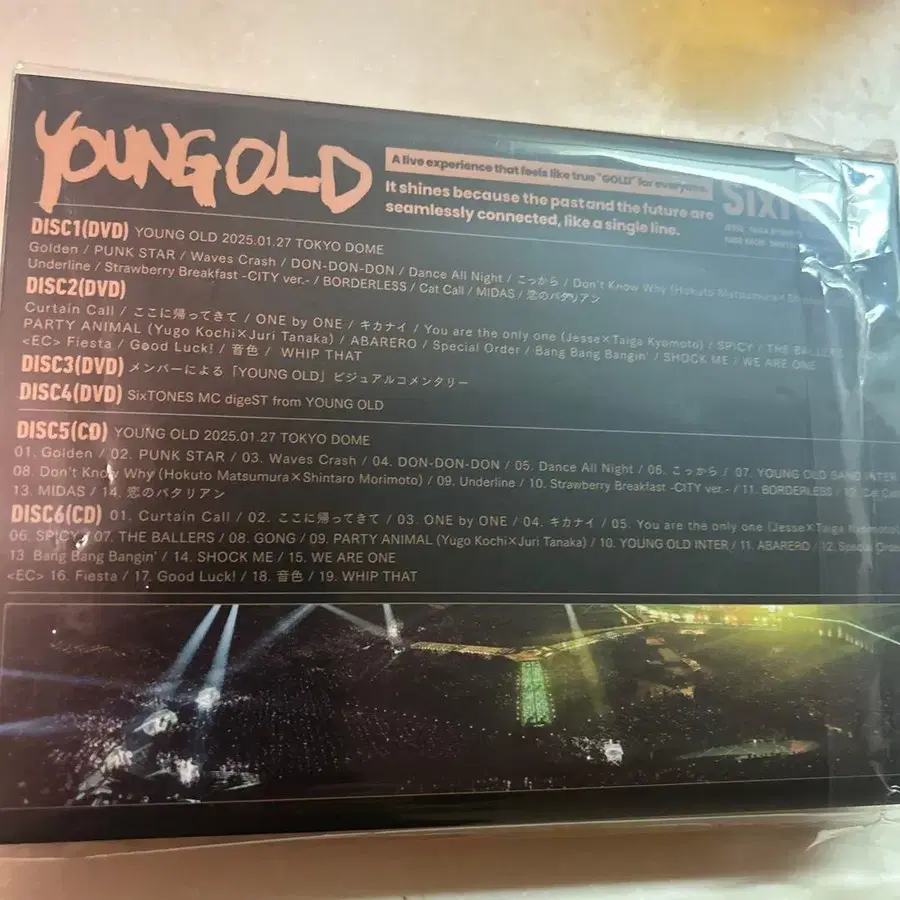 YOUNG OLD
A live experience that feels like true "GOLD" for everyone.
It shines because the past and the future are
seamlessly connected, like a single line.
DISC1(DVD) YOUNG OLD 2025.01.27 TOKYO DOME
Golden / PUNK STAR / Waves Crash / DON-DON-DON / Dance All Night / こっから / Don't Know Why (Hokuto Matsumura×
Underline / Strawberry Breakfast -CITY ver.- / BORDERLESS / Cat Call / MIDAS / 恋のバタリアン
DISC2(DVD)
Curtain Call / ここに帰ってきて / ONE by ONE / キカナイ / You are the only one (Jesse×Taiga Kyomoto) / SPICY / THE BALLERS
PARTY ANIMAL (Yugo Kochi×Juri Tanaka) / ABARERO / Special Order / Bang Bang Bangin' / SHOCK ME / WE ARE ONE
<EC> Fiesta / Good Luck! / 音色 / WHIP THAT
DISC3(DVD) メンバーによる「YOUNG OLD」ビジュアルコメンタリー
DISC4(DVD) SixTONES MC digeST from YOUNG OLD
DISC5(CD) YOUNG OLD 2025.01.27 TOKYO DOME
01. Golden / 02. PUNK STAR / 03. Waves Crash / 04. DON-DON-DON / 05. Dance All Night / 06. こっから / 07. YOUNG OLD BAND INTER
08. Don't Know Why (Hokuto Matsumura×Shintaro Morimoto) / 09. Underline / 10. Strawberry Breakfast -CITY ver.- / 11. BORDERLESS / 12. Cat
13. MIDAS / 14. 恋のバタリアン
DISC6(CD) 01. Curtain Call / 02. ここに帰ってきて / 03. ONE by ONE / 04. キカナイ / 05. You are the only one (Jesse×Taiga Kyomoto)
06. SPICY / 07. THE BALLERS / 08. GONG / 09. PARTY ANIMAL (Yugo Kochi×Juri Tanaka) / 10. YOUNG OLD INTER / 11. ABARERO / 12. Special Order
13 Bang Bang Bangin' / 14. SHOCK ME / 15. WE ARE ONE
<EC> 16. Fiesta / 17. Good Luck! / 18. 音色 / 19. WHIP THAT